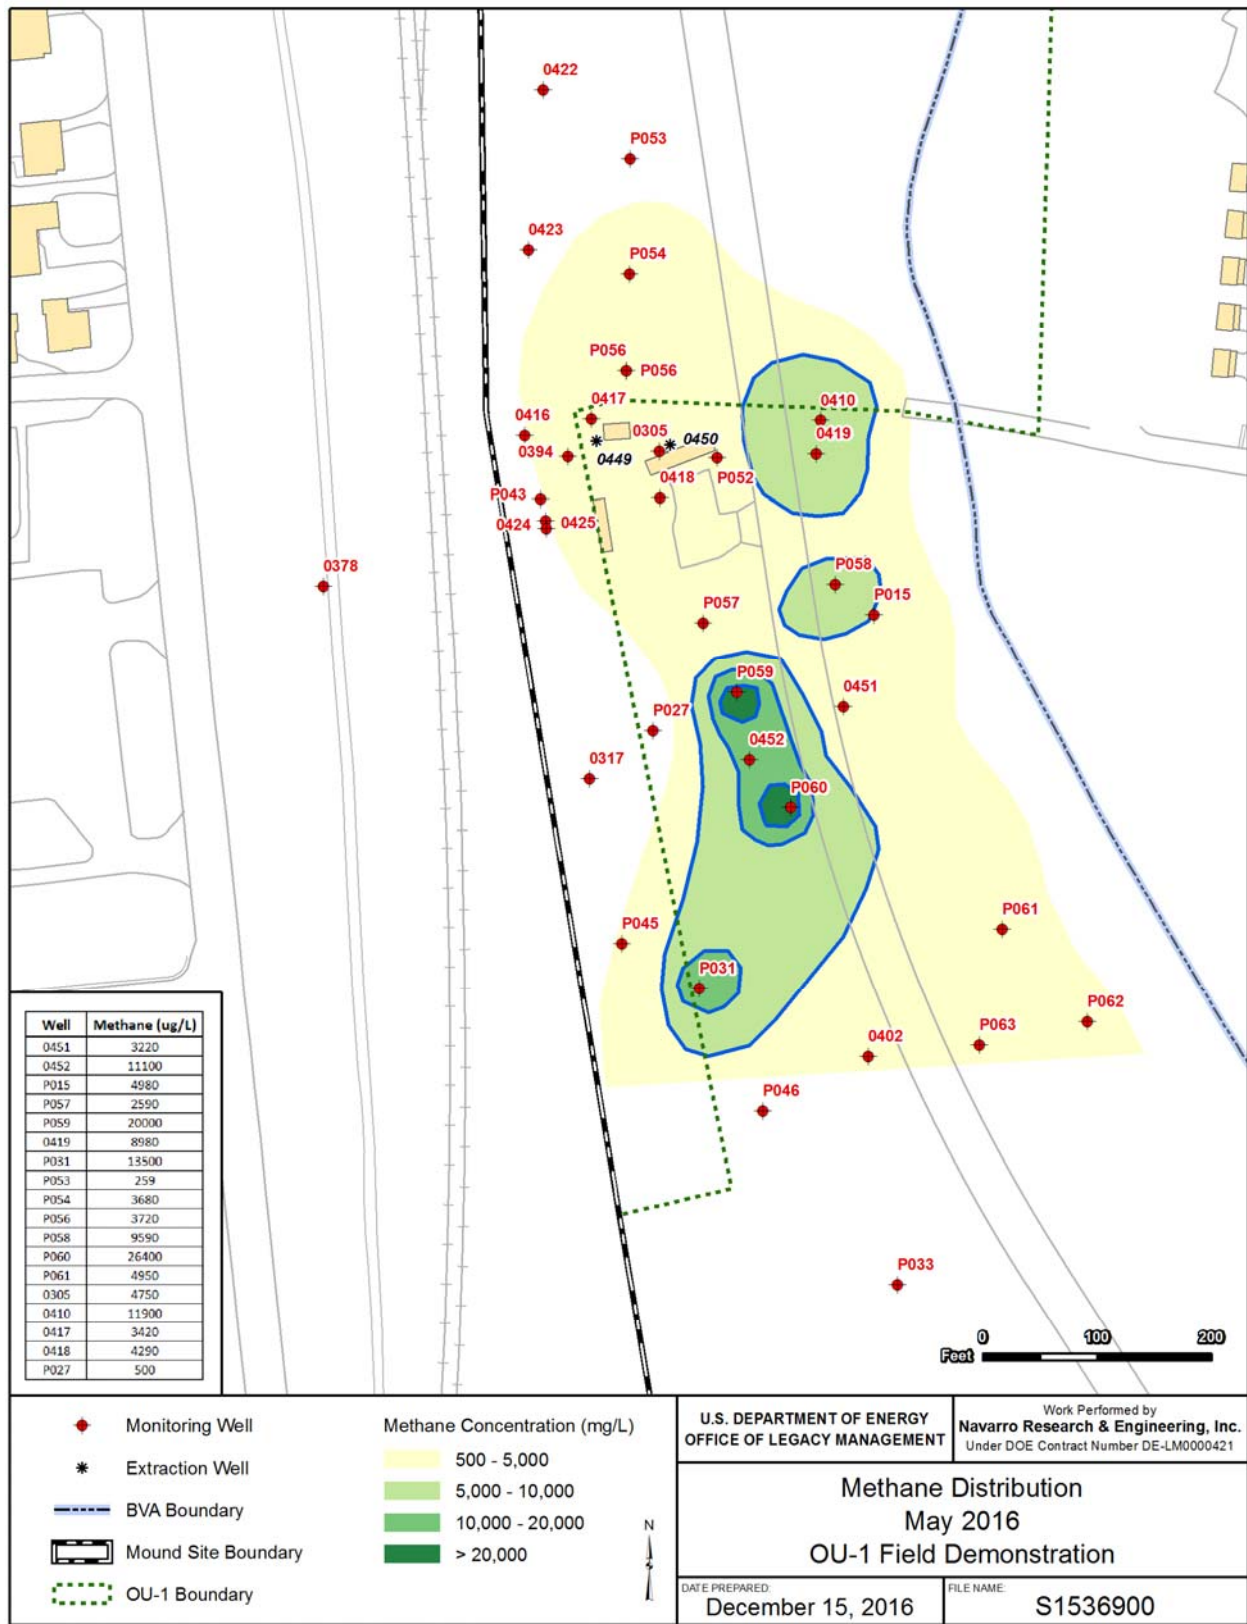 0422
P053
0423
P054
P056
P056
0417
0410
0416
0305
0450
0419
0394
0449
P052
P043
0418
0424
0425
0378
P058
P015
P057
P059
0451
P027
0452
0317
P060
P045
P061
P031
P062
P063
0402
P046
P033
0 100 200
Feet
Well Methane (ug/L)
0451 3220
0452 11100
P015 4980
P057 2590
P059 20000
0419 8980
P031 13500
P053 259
P054 3680
P056 3720
P058 9590
P060 26400
P061 4950
0305 4750
0410 11900
0417 3420
0418 4290
P027 500
Monitoring Well
Extraction Well
BVA Boundary
Mound Site Boundary
OU-1 Boundary
Methane Concentration (mg/L)
500 - 5,000
5,000 - 10,000
10,000 - 20,000
> 20,000
N
U.S. DEPARTMENT OF ENERGY
OFFICE OF LEGACY MANAGEMENT
Work Performed by
Navarro Research & Engineering, Inc.
Under DOE Contract Number DE-LM0000421
Methane Distribution
May 2016
OU-1 Field Demonstration
DATE PREPARED:
December 15, 2016
FILE NAME:
S1536900